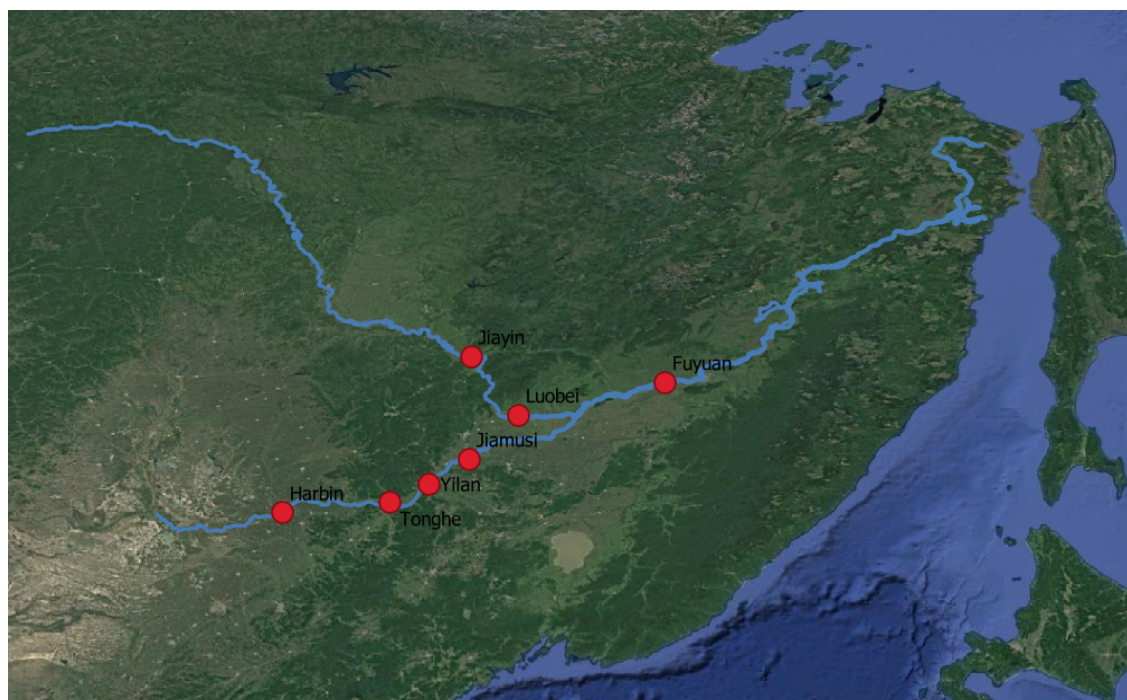 Jiayin
Fuyuan
Luobei
Jiamusi
Yilan
Harbin
Tonghe